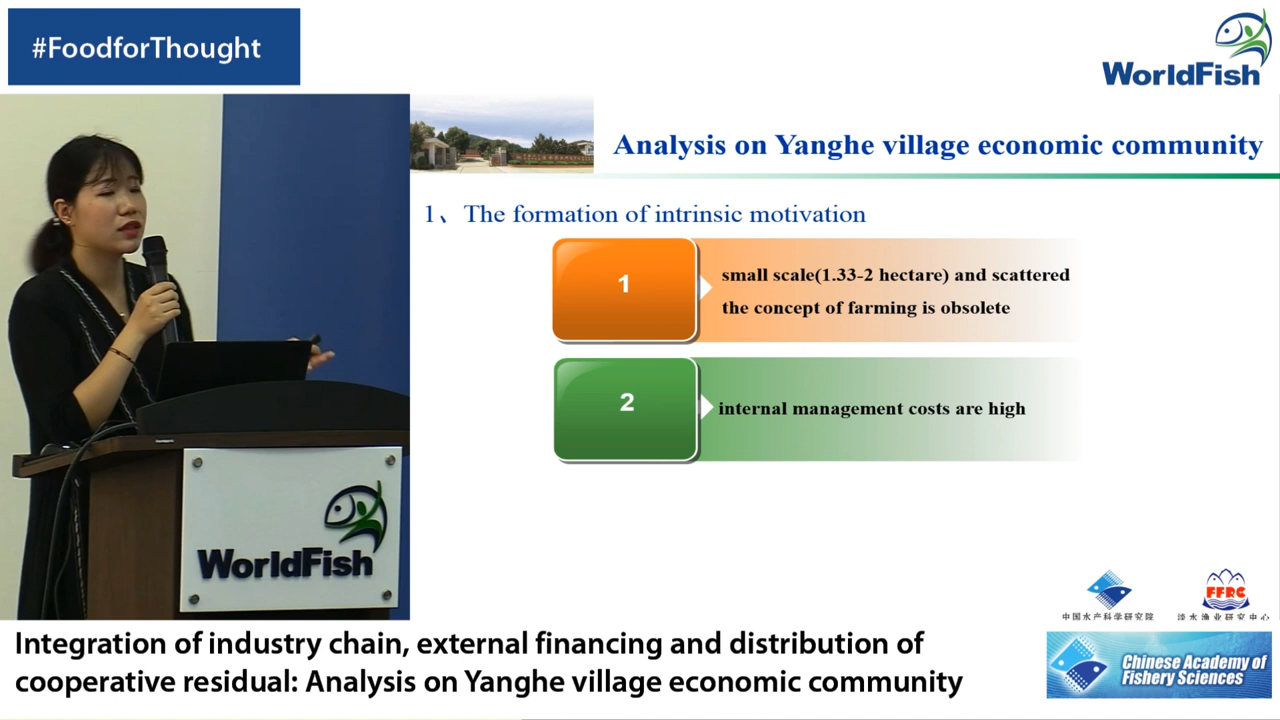 #FoodforThought
WorldFish
Analysis on Yanghe village economic community
1、The formation of intrinsic motivation
1
small scale(1.33-2 hectare) and scattered
the concept of farming is obsolete
2
internal management costs are high
WorldFish
FFRC
中国水产科学研究院
淡水渔业研究中心
Integration of industry chain, external financing and distribution of
cooperative residual: Analysis on Yanghe village economic community
Chinese Academy of
Fishery Sciences